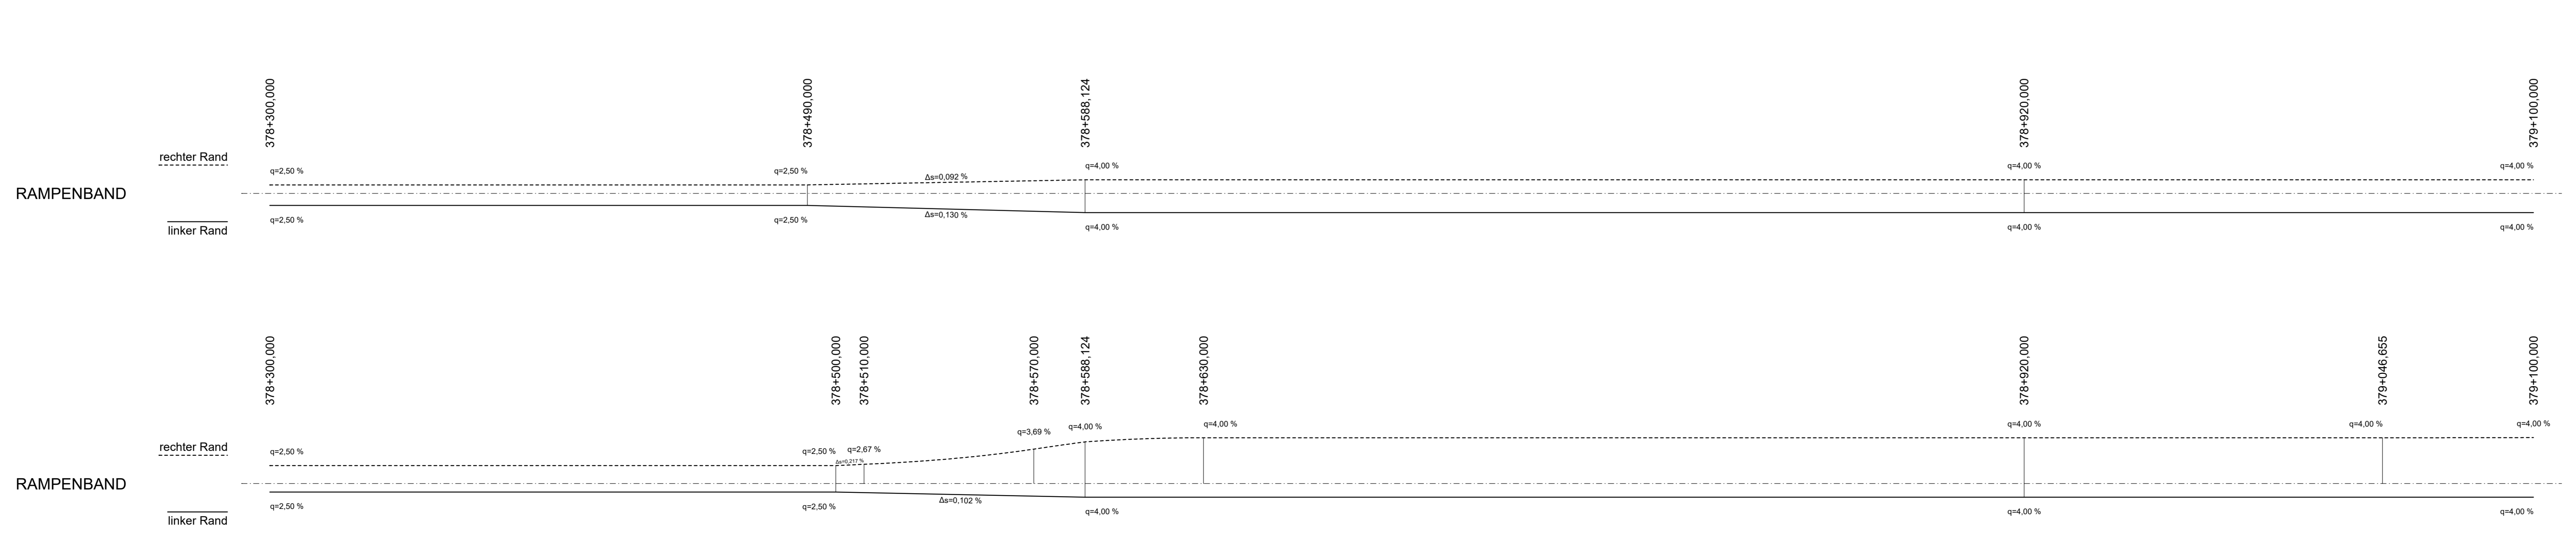 378+300,000
378+490,000
378+588,124
378+920,000
379+100,000
rechter Rand
q=2,50 %
q=2,50 %
Δs=0,092 %
q=4,00 %
q=4,00 %
q=4,00 %
RAMPENBAND
linker Rand
q=2,50 %
q=2,50 %
Δs=0,130 %
q=4,00 %
q=4,00 %
q=4,00 %
378+300,000
378+500,000
378+510,000
378+570,000
378+588,124
378+630,000
378+920,000
379+046,655
379+100,000
rechter Rand
q=2,50 %
q=2,50 %
Δs=0,217 %
q=2,67 %
q=3,69 %
q=4,00 %
q=4,00 %
q=4,00 %
q=4,00 %
q=4,00 %
RAMPENBAND
linker Rand
q=2,50 %
q=2,50 %
Δs=0,102 %
q=4,00 %
q=4,00 %
q=4,00 %